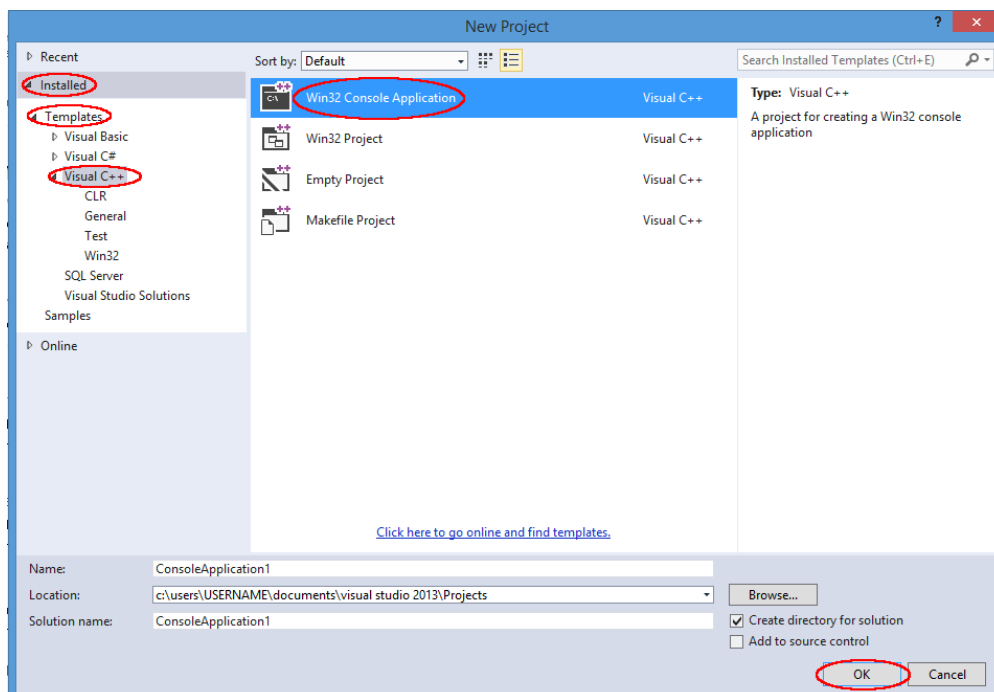 New Project
?
Recent
Installed
Templates
Visual Basic
Visual C#
Visual C++
CLR
General
Test
Win32
SQL Server
Visual Studio Solutions
Samples
Online
Sort by: Default
Win32 Console Application Visual C++
Win32 Project Visual C++
Empty Project Visual C++
Makefile Project Visual C++
Click here to go online and find templates.
Search Installed Templates (Ctrl+E)
Type: Visual C++
A project for creating a Win32 console
application
Name: ConsoleApplication1
Location: c:\users\USERNAME\documents\visual studio 2013\Projects
Browse...
Solution name: ConsoleApplication1
Create directory for solution
Add to source control
OK Cancel